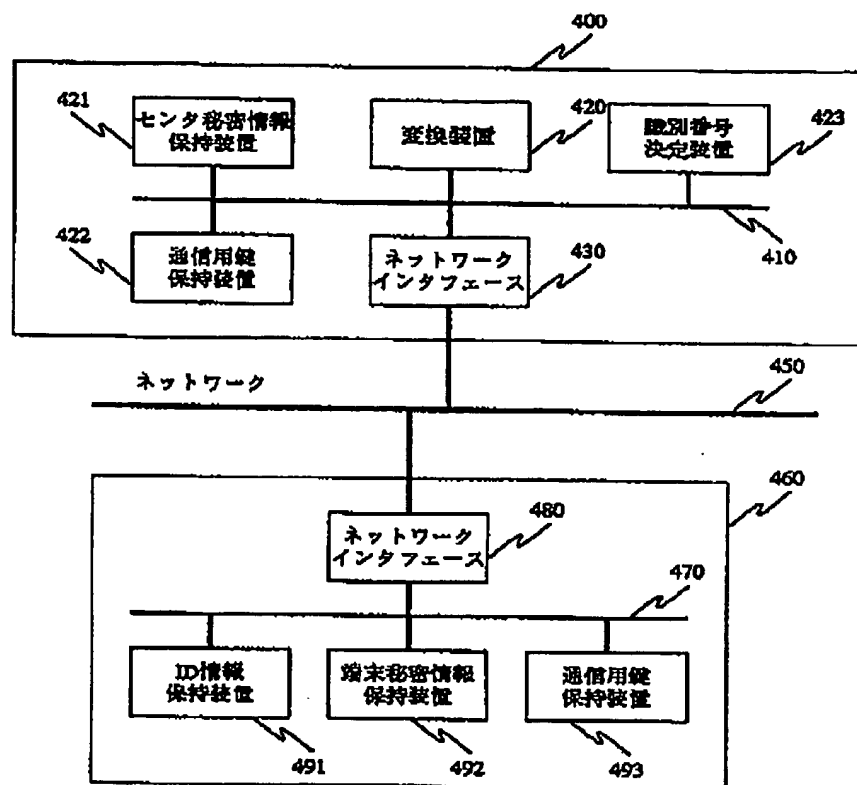 400
421
センタ秘密情報
保持装置
変換装置
420
識別番号
決定装置
423
422
通信用鍵
保持装置
ネットワーク
インタフェース
430
410
ネットワーク
450
460
ネットワーク
インタフェース
480
470
ID情報
保持装置
端末秘密情報
保持装置
通信用鍵
保持装置
491
492
493